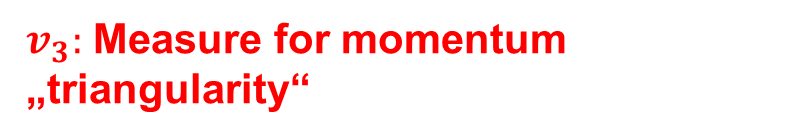 𝒗₃: Measure for momentum
„triangularity“